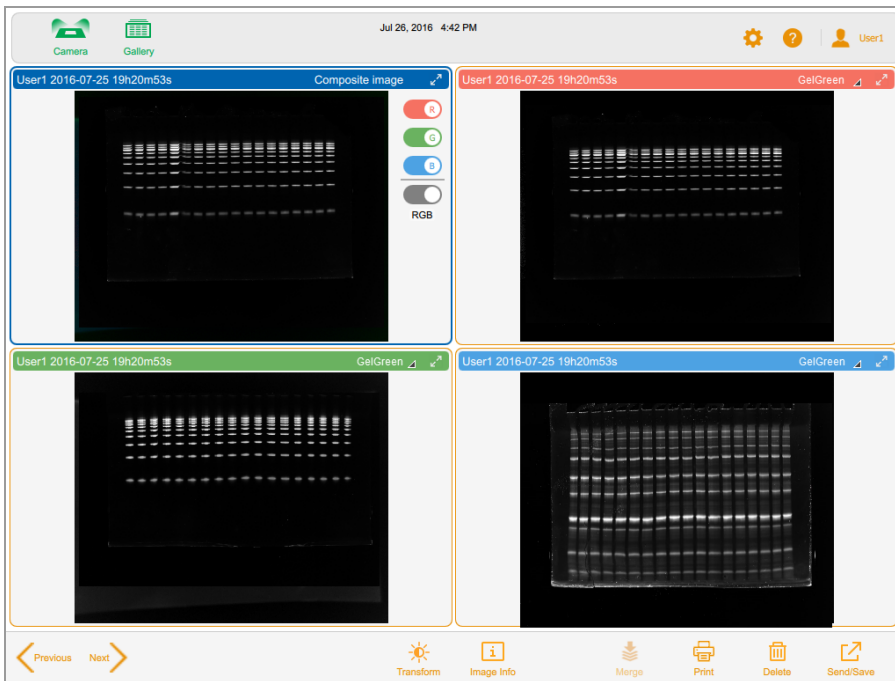 Jul 26, 2016 4:42 PM
Camera
Gallery
?
User1
User1 2016-07-25 19h20m53s Composite image
R
G
B
RGB
User1 2016-07-25 19h20m53s GelGreen
User1 2016-07-25 19h20m53s GelGreen
User1 2016-07-25 19h20m53s GelGreen
Previous
Next
Transform
Image Info
Merge
Print
Delete
Send/Save